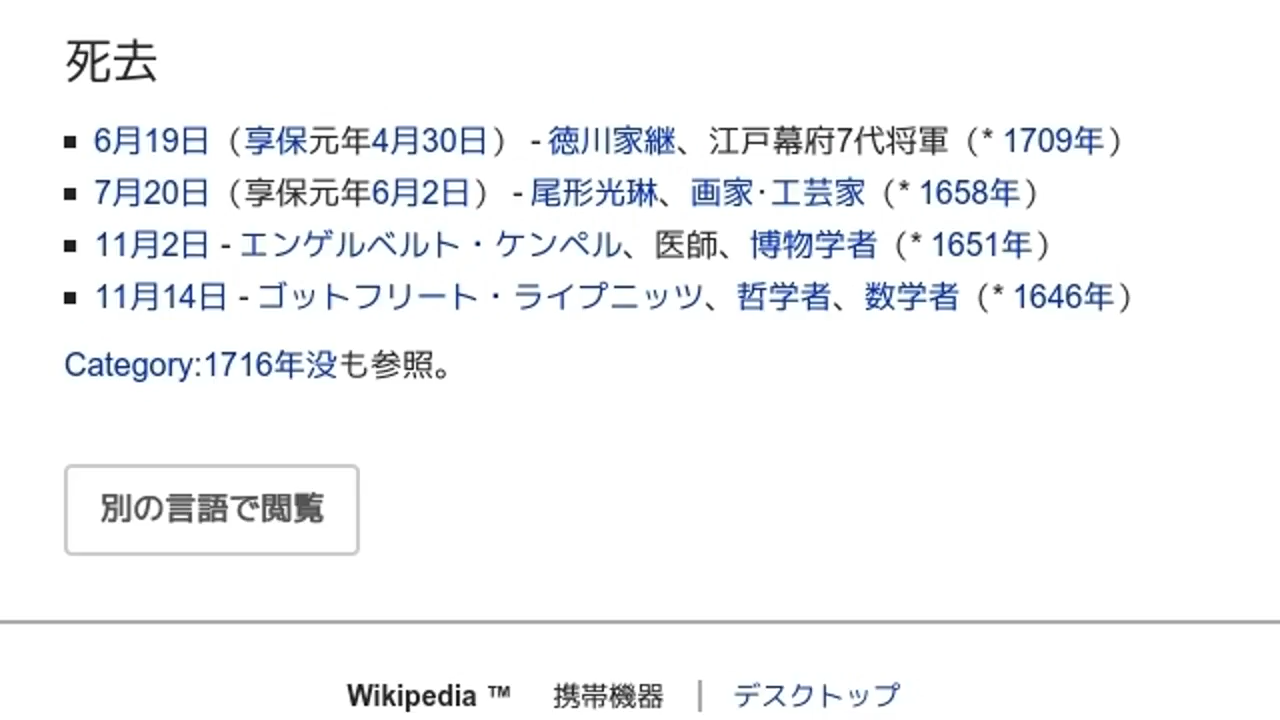 死去
6月19日（享保元年4月30日） - 徳川家継、江戸幕府7代将軍（* 1709年）
7月20日（享保元年6月2日） - 尾形光琳、画家･工芸家（* 1658年）
11月2日 - エンゲルベルト・ケンペル、医師、博物学者（* 1651年）
11月14日 - ゴットフリート・ライプニッツ、哲学者、数学者（* 1646年）
Category:1716年没も参照。
別の言語で閲覧
Wikipedia ™ 携帯機器 | デスクトップ